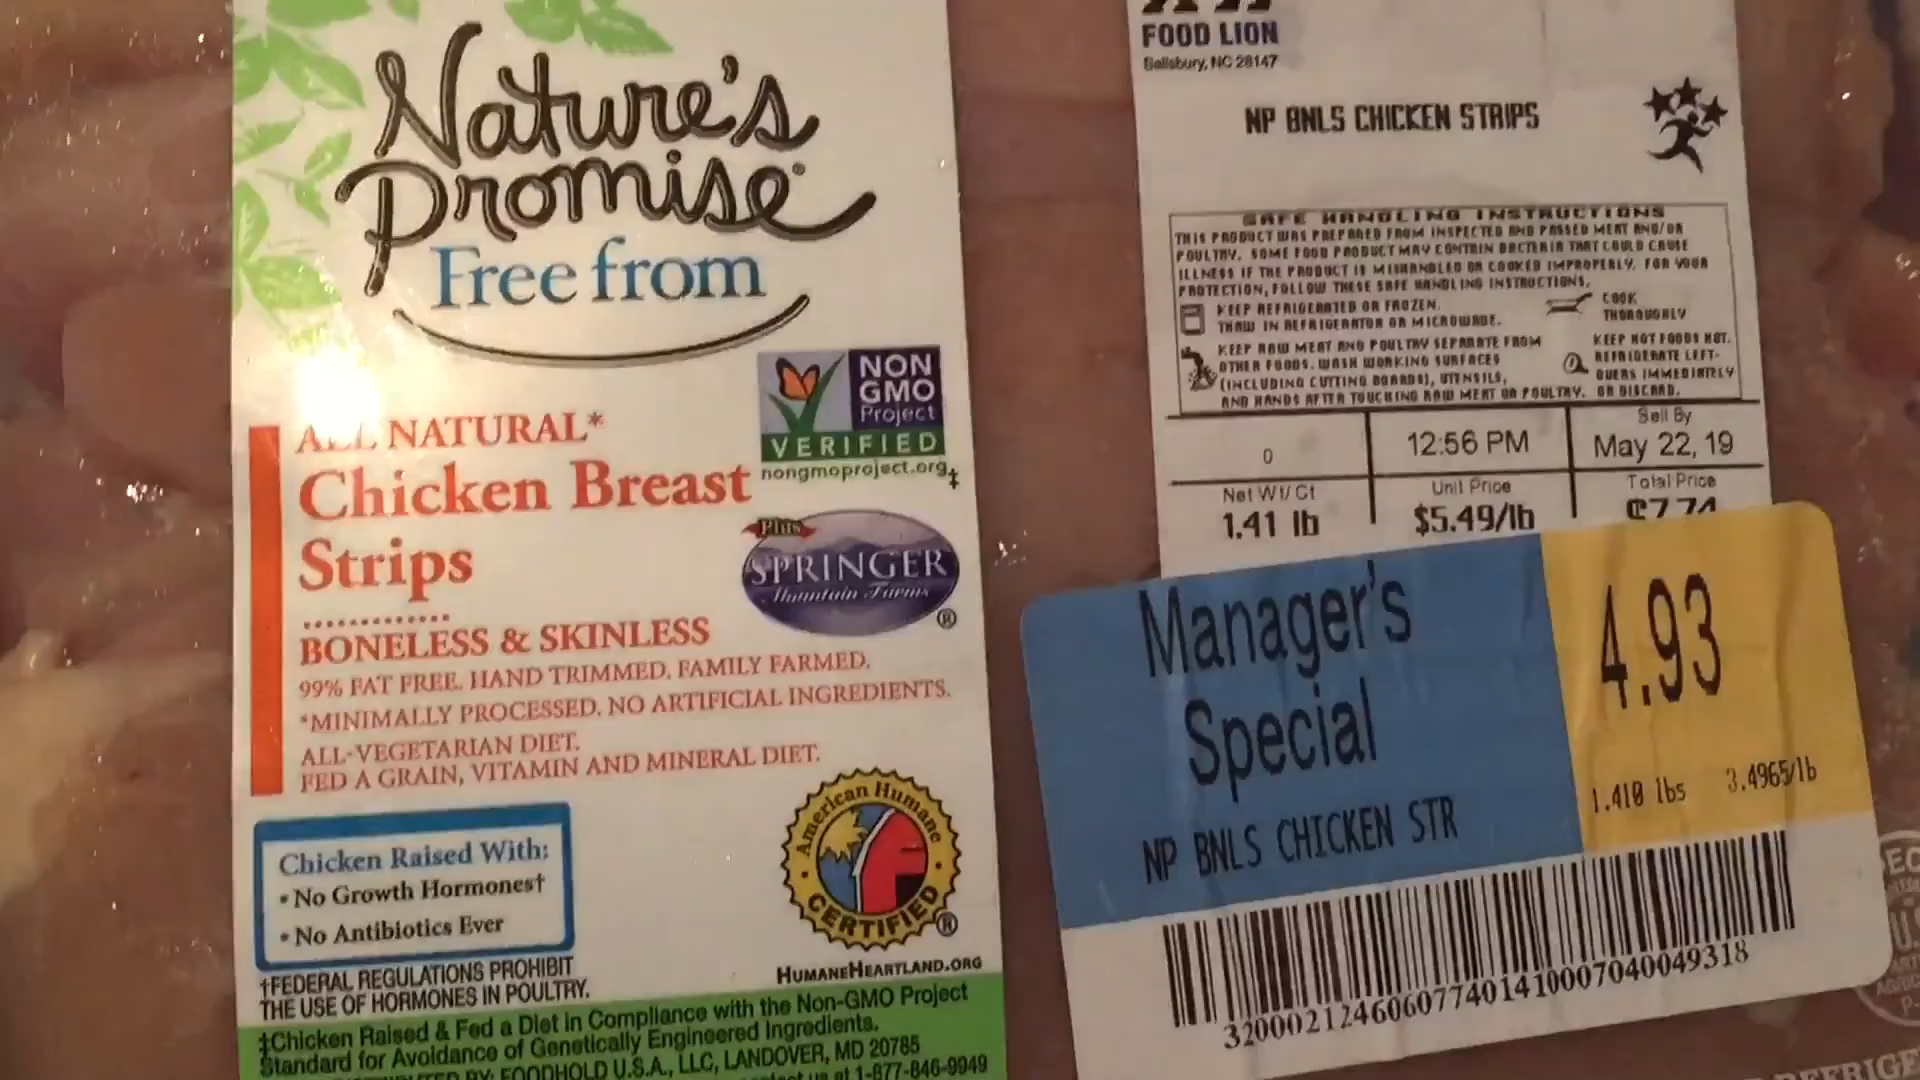 Nature's
Promise
Free from
NON
GMO
Project
VERIFIED
nongmoproject.org‡
ALL NATURAL*
Chicken Breast
Strips
Plus
SPRINGER
Mountain Farms
®
BONELESS & SKINLESS
99% FAT FREE. HAND TRIMMED. FAMILY FARMED.
*MINIMALLY PROCESSED. NO ARTIFICIAL INGREDIENTS.
ALL-VEGETARIAN DIET.
FED A GRAIN, VITAMIN AND MINERAL DIET.
Chicken Raised With:
• No Growth Hormones†
• No Antibiotics Ever
American Humane
CERTIFIED
®
HUMANEHEARTLAND.ORG
†FEDERAL REGULATIONS PROHIBIT
THE USE OF HORMONES IN POULTRY.
‡Chicken Raised & Fed a Diet in Compliance with the Non-GMO Project
Standard for Avoidance of Genetically Engineered Ingredients.
BY: FOODHOLD U.S.A., LLC, LANDOVER, MD 20785
us at 1-877-846-9949
FOOD LION
Salisbury, NC 28147
NP BNLS CHICKEN STRIPS
SAFE HANDLING INSTRUCTIONS
THIS PRODUCT WAS PREPARED FROM INSPECTED AND PASSED MEAT AND/OR
POULTRY. SOME FOOD PRODUCT MAY CONTAIN BACTERIA THAT COULD CAUSE
ILLNESS IF THE PRODUCT IS MISHANDLED OR COOKED IMPROPERLY. FOR YOUR
PROTECTION, FOLLOW THESE SAFE HANDLING INSTRUCTIONS.
KEEP REFRIGERATED OR FROZEN.
THAW IN REFRIGERATOR OR MICROWAVE.
COOK
THOROUGHLY
KEEP RAW MEAT AND POULTRY SEPARATE FROM
OTHER FOODS. WASH WORKING SURFACES
(INCLUDING CUTTING BOARDS), UTENSILS,
AND HANDS AFTER TOUCHING RAW MEAT OR POULTRY.
KEEP HOT FOODS HOT.
REFRIGERATE LEFT-
OVERS IMMEDIATELY
OR DISCARD.
0
12:56 PM
Sell By
May 22, 19
Net Wt/Ct
1.41 lb
Unit Price
$5.49/lb
Total Price
$7.74
Manager's
Special
4.93
1.410 lbs 3.4965/lb
NP BNLS CHICKEN STR
32000212460607740141000704004931​8